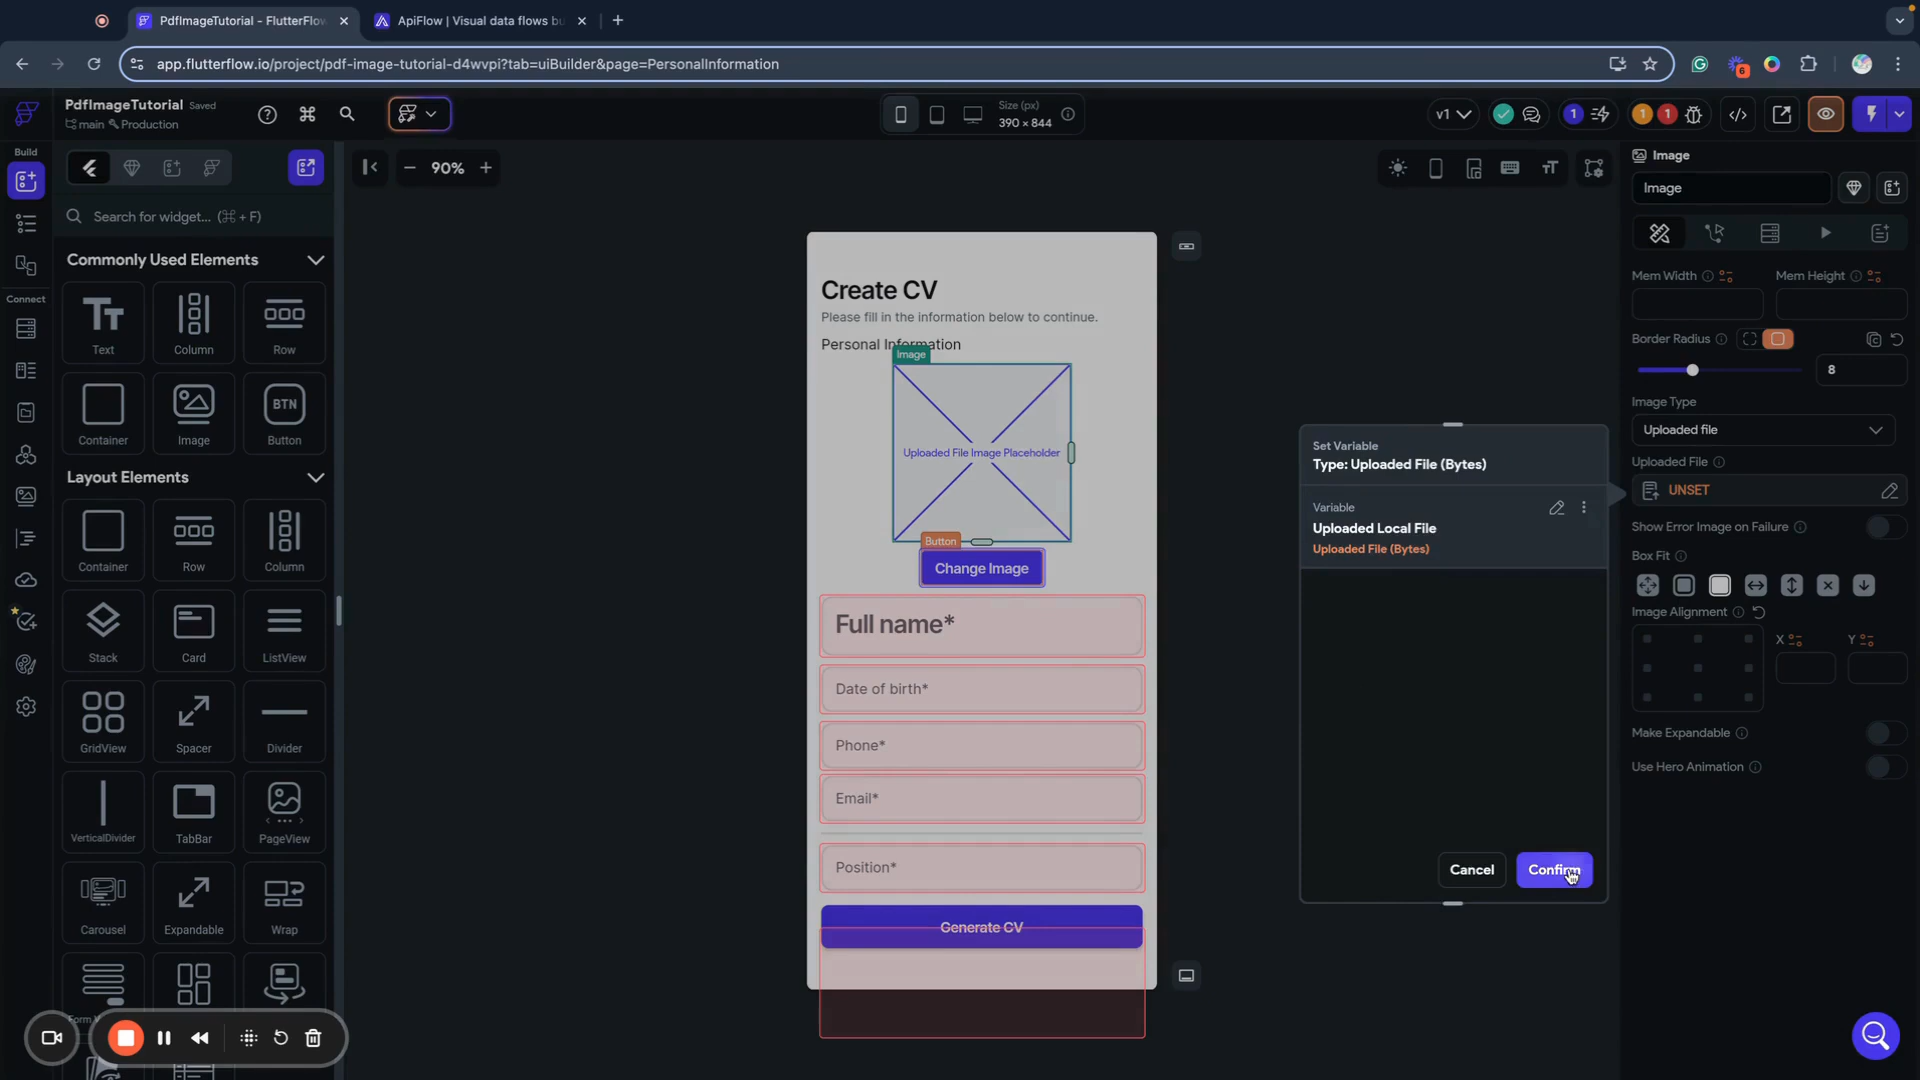 PdfImageTutorial - FlutterFlow
ApiFlow | Visual data flows bu
app.flutterflow.io/project/pdf-image-tutorial-d4wvpi?tab=uiBuilder&page=PersonalInformation
6
PdfImageTutorial Saved
main Production
Size (px)
390 × 844
v1
1
1
1
Build
90%
Image
Image
Search for widget... (⌘ + F)
Commonly Used Elements
Text
Column
Row
BTN
Container
Image
Button
Layout Elements
Container
Row
Column
Stack
Card
ListView
GridView
Spacer
Divider
VerticalDivider
TabBar
PageView
Carousel
Expandable
Wrap
Connect
Create CV
Please fill in the information below to continue.
Personal Information
Image
Uploaded File Image Placeholder
Button
Change Image
Full name*
Date of birth*
Phone*
Email*
Position*
Generate CV
Set Variable
Type: Uploaded File (Bytes)
Variable
Uploaded Local File
Uploaded File (Bytes)
Cancel
Confirm
Mem Width
Mem Height
Border Radius
8
Image Type
Uploaded file
Uploaded File
UNSET
Show Error Image on Failure
Box Fit
Image Alignment
X
Y
Make Expandable
Use Hero Animation